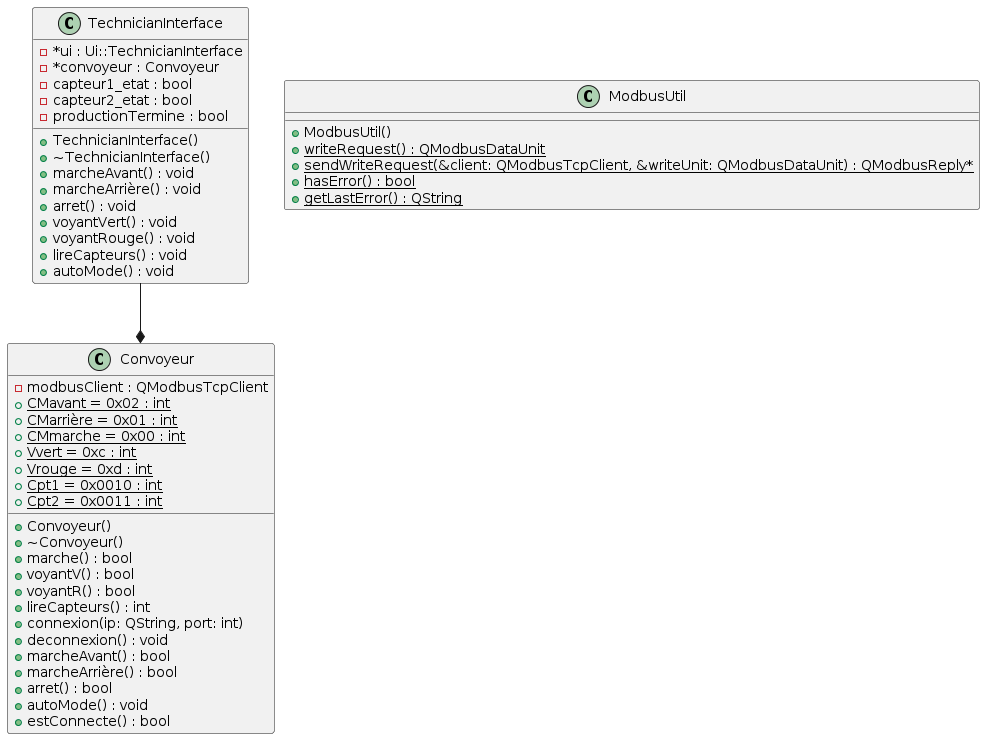 C TechnicianInterface
*ui : Ui::TechnicianInterface
*convoyeur : Convoyeur
capteur1_etat : bool
capteur2_etat : bool
productionTermine : bool
TechnicianInterface()
~TechnicianInterface()
marcheAvant() : void
marcheArrière() : void
arret() : void
voyantVert() : void
voyantRouge() : void
lireCapteurs() : void
autoMode() : void
C ModbusUtil
ModbusUtil()
writeRequest() : QModbusDataUnit
sendWriteRequest(&client: QModbusTcpClient, &writeUnit: QModbusDataUnit) : QModbusReply*
hasError() : bool
getLastError() : QString
C Convoyeur
modbusClient : QModbusTcpClient
CMavant = 0x02 : int
CMarrière = 0x01 : int
CMmarche = 0x00 : int
Vvert = 0xc : int
Vrouge = 0xd : int
Cpt1 = 0x0010 : int
Cpt2 = 0x0011 : int
Convoyeur()
~Convoyeur()
marche() : bool
voyantV() : bool
voyantR() : bool
lireCapteurs() : int
connexion(ip: QString, port: int)
deconnexion() : void
marcheAvant() : bool
marcheArrière() : bool
arret() : bool
autoMode() : void
estConnecte() : bool